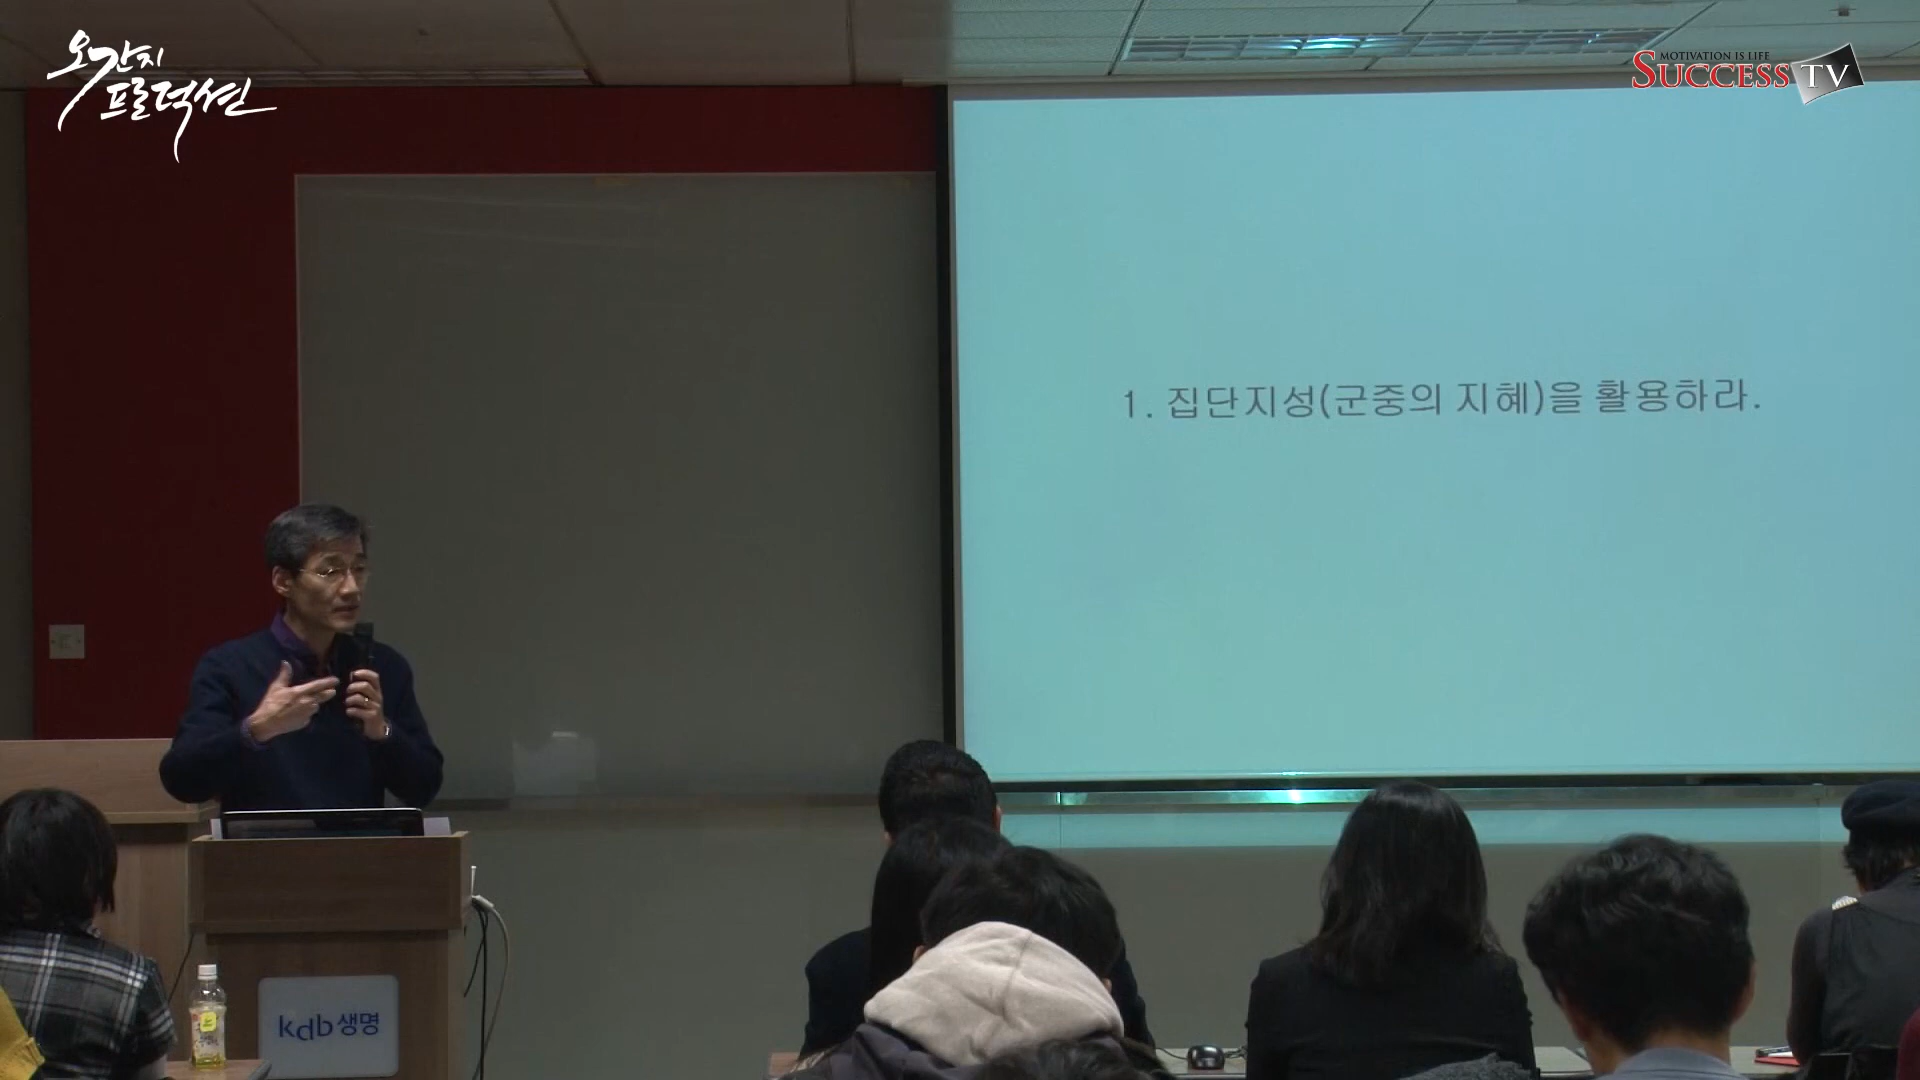 오간지
프로덕션
MOTIVATION IS LIFE
SUCCESS TV
1. 집단지성(군중의 지혜)을 활용하라.
kdb생명